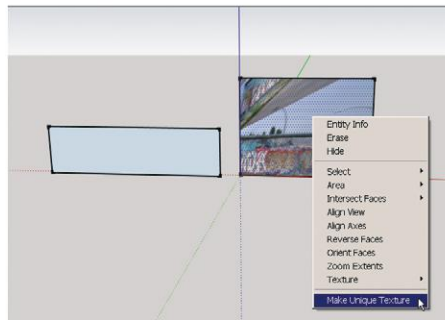 Entity Info
Erase
Hide
Select
Area
Intersect Faces
Align View
Align Axes
Reverse Faces
Orient Faces
Zoom Extents
Texture
Make Unique Texture